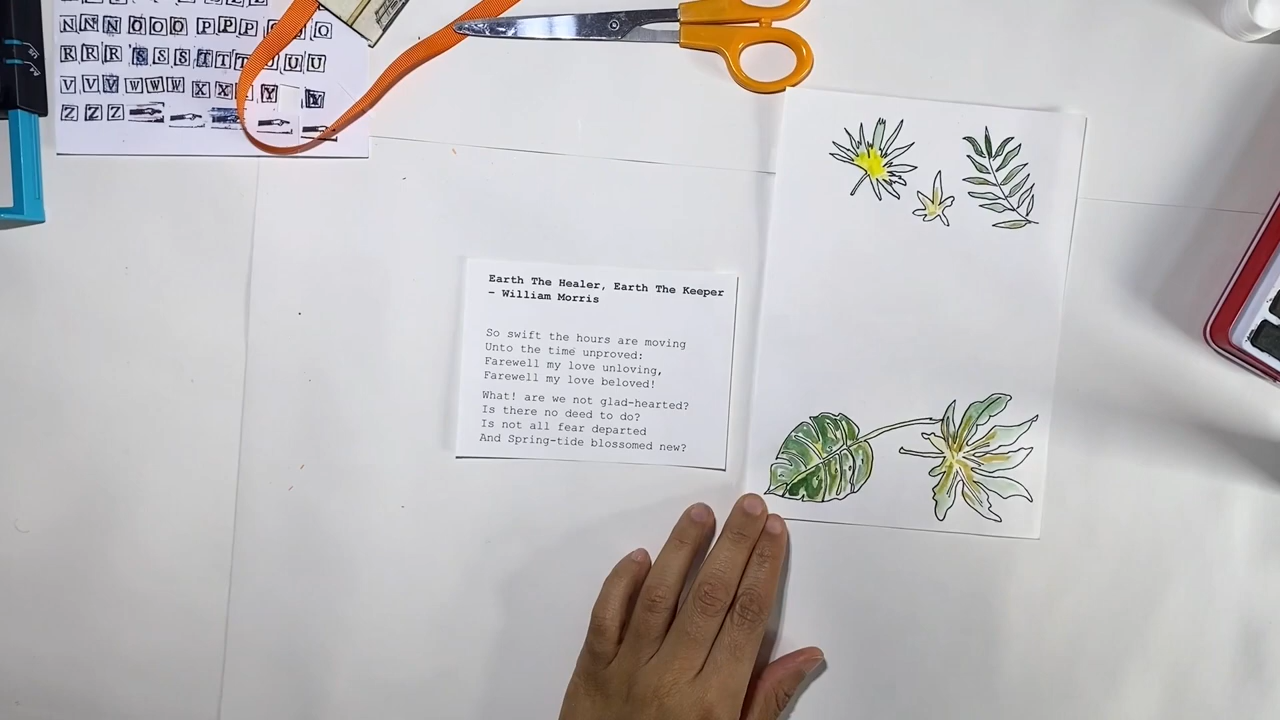 N N N O O O P P P Q Q
R R R S S S T T T U U U
V V V W W W X X X Y Y
Z Z Z
Earth The Healer, Earth The Keeper
– William Morris
So swift the hours are moving
Unto the time unproved:
Farewell my love unloving,
Farewell my love beloved!
What! are we not glad-hearted?
Is there no deed to do?
Is not all fear departed
And Spring-tide blossomed new?